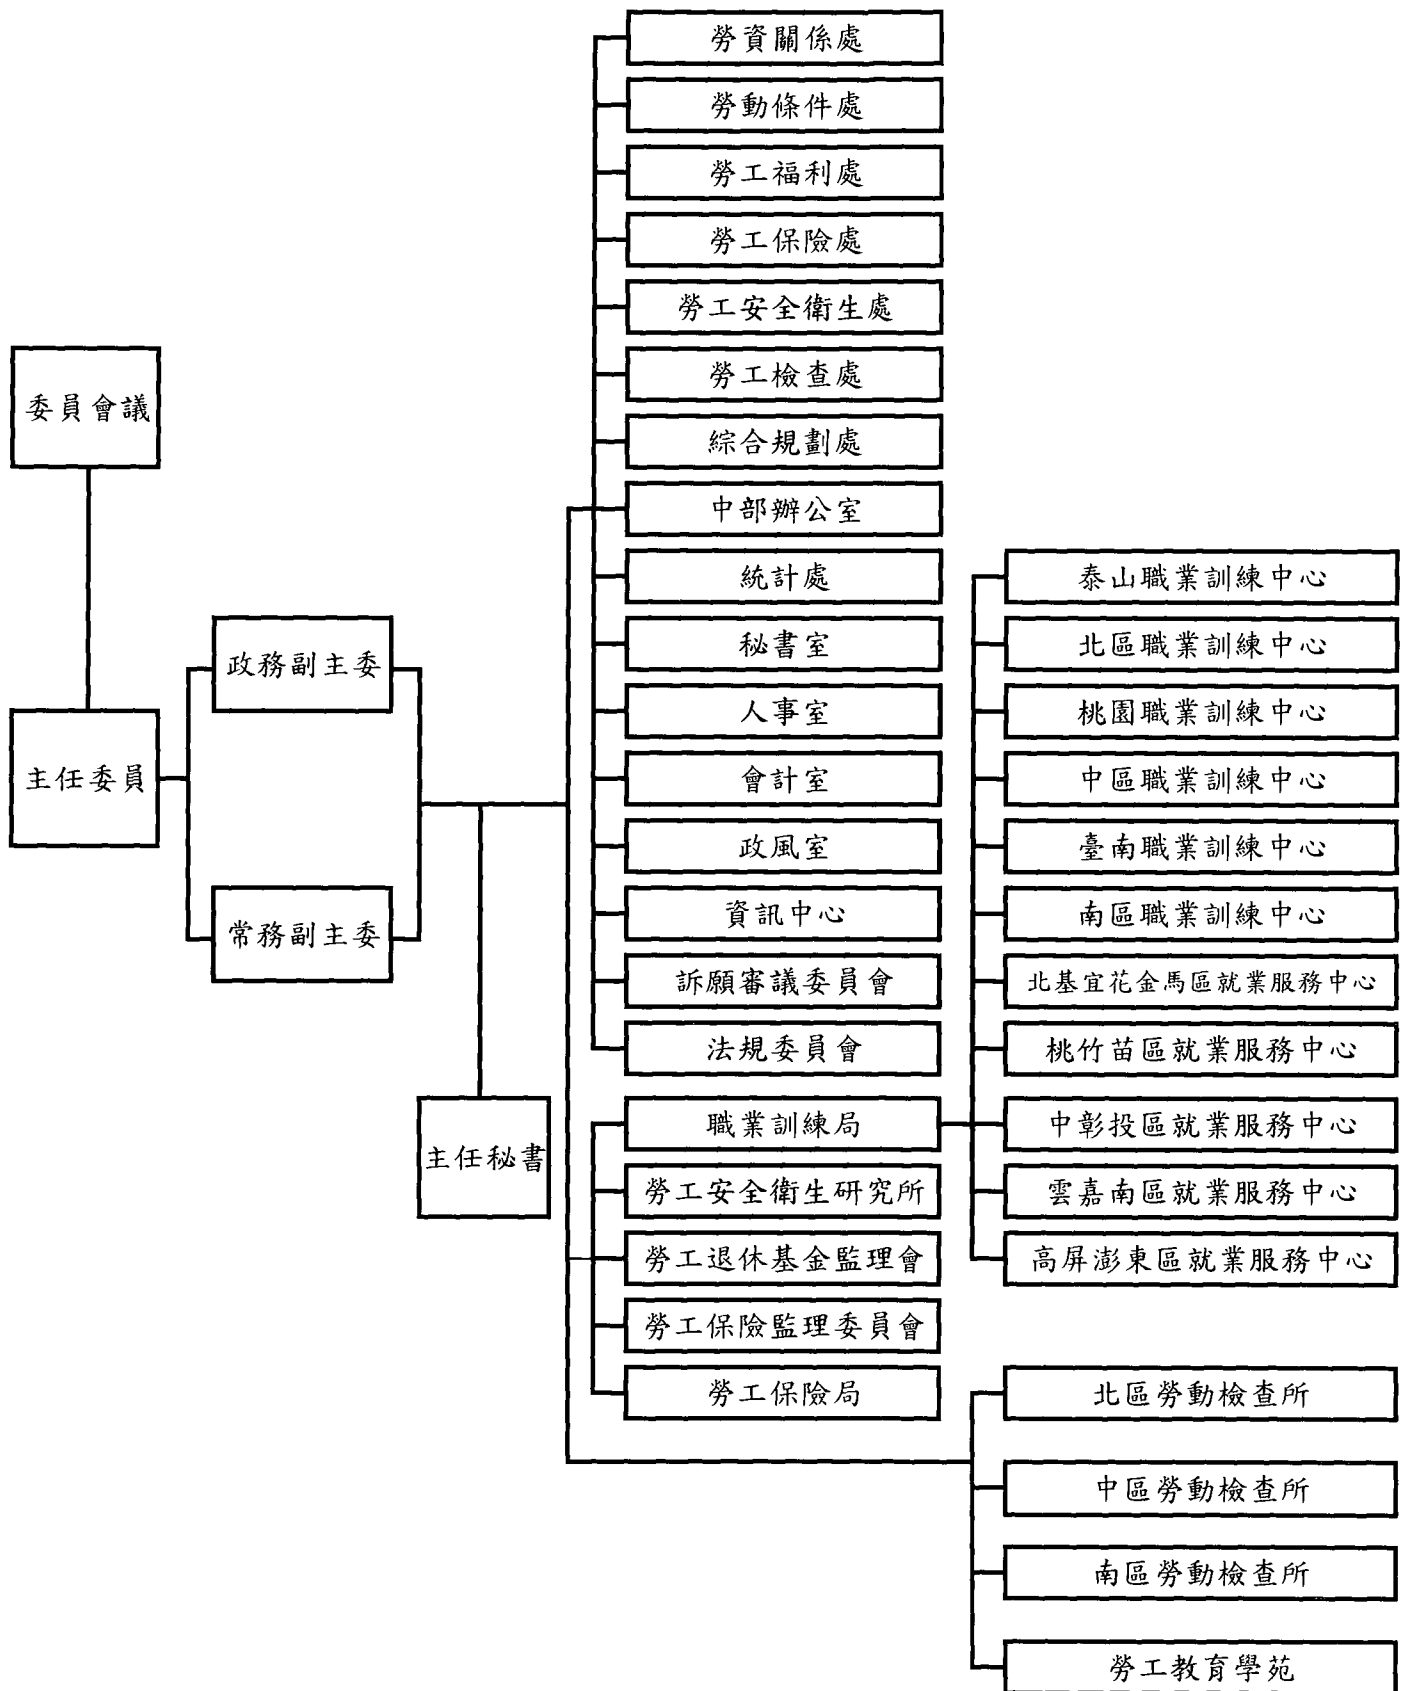 委員會議
主任委員
政務副主委
常務副主委
主任秘書
勞資關係處
勞動條件處
勞工福利處
勞工保險處
勞工安全衛生處
勞工檢查處
綜合規劃處
中部辦公室
統計處
秘書室
人事室
會計室
政風室
資訊中心
訴願審議委員會
法規委員會
職業訓練局
勞工安全衛生研究所
勞工退休基金監理會
勞工保險監理委員會
勞工保險局
泰山職業訓練中心
北區職業訓練中心
桃園職業訓練中心
中區職業訓練中心
臺南職業訓練中心
南區職業訓練中心
北基宜花金馬區就業服務中心
桃竹苗區就業服務中心
中彰投區就業服務中心
雲嘉南區就業服務中心
高屏澎東區就業服務中心
北區勞動檢查所
中區勞動檢查所
南區勞動檢查所
勞工教育學苑